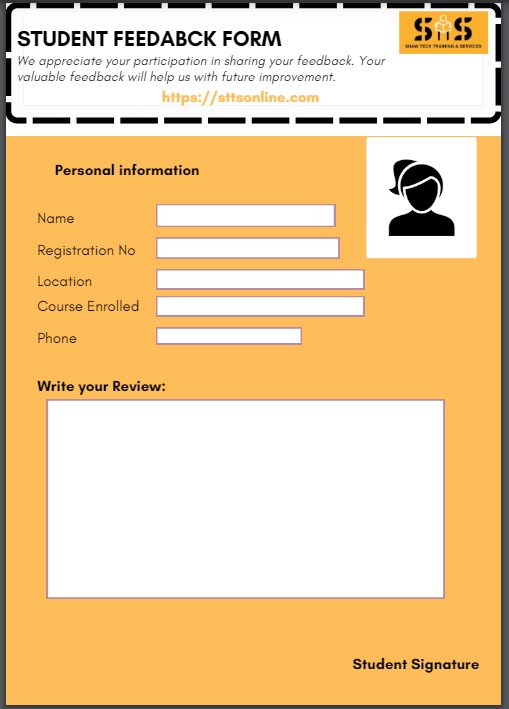 STUDENT FEEDABCK FORM
We appreciate your participation in sharing your feedback. Your
valuable feedback will help us with future improvement.
https://sttsonline.com
STTS
SNAW TECH TRAINING & SERVICES
Personal information
Name
Registration No
Location
Course Enrolled
Phone
Write your Review:
Student Signature